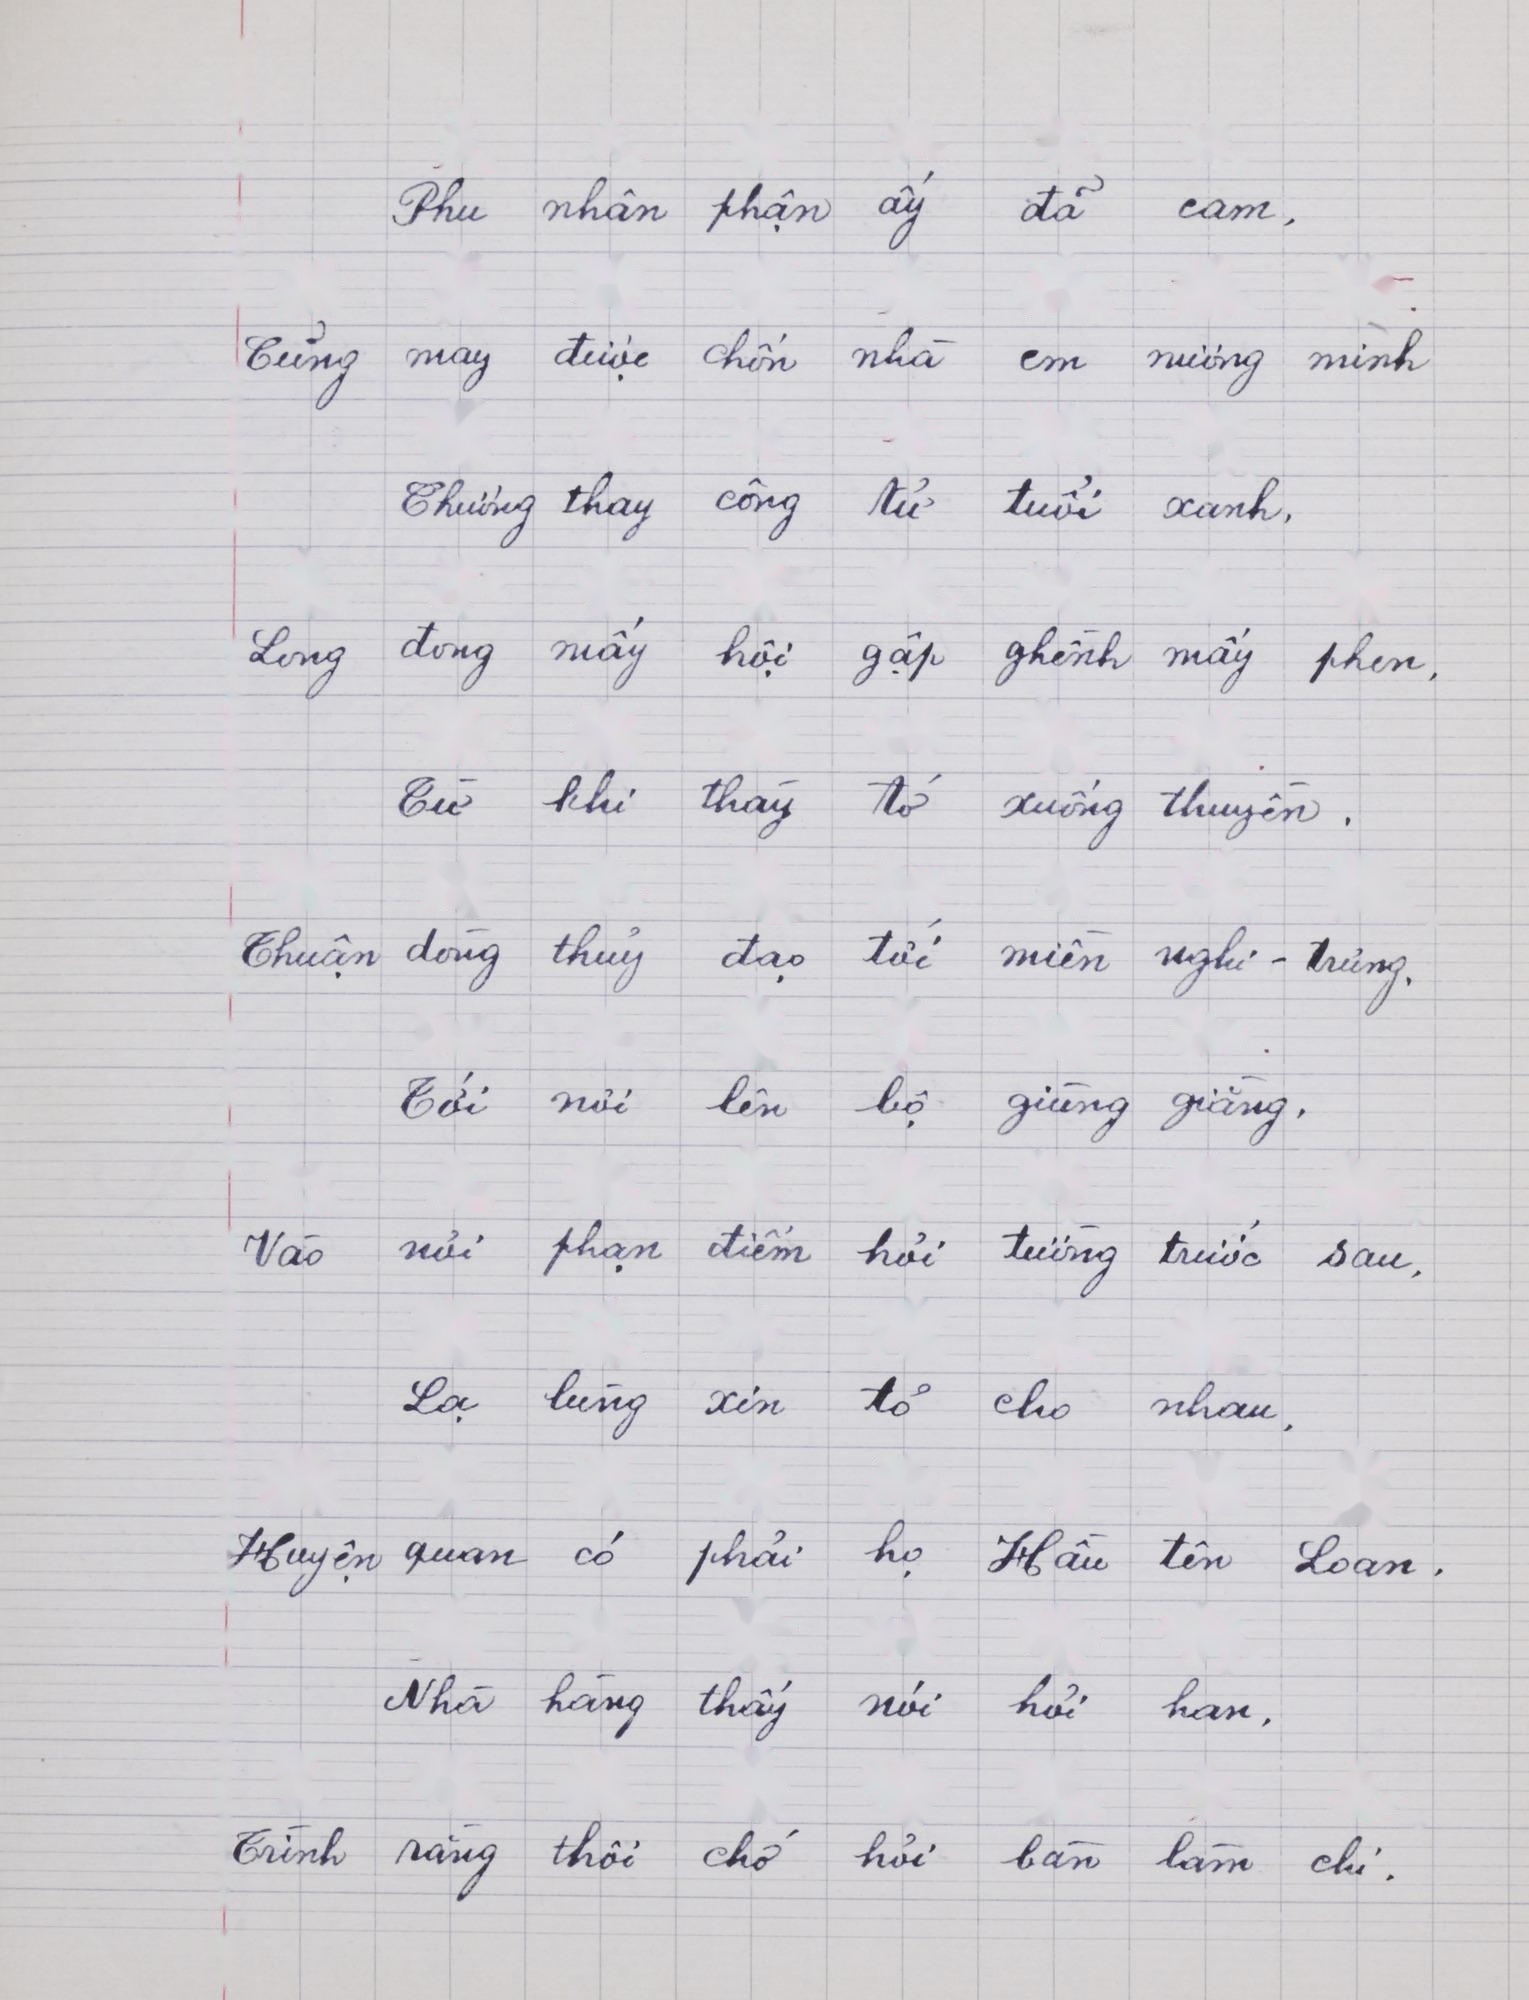 Phu nhân phận ấy đã cam,
Cũng may được chốn nhà em nương mình
Thương thay công tử tuổi xanh,
Long đong mấy hội gập ghềnh mấy phen,
Từ khi thầy tớ xuống thuyền.
Thuận dòng thuỷ đạo tới miền nghi - trưng,
Tới nơi lên bộ giùng giằng,
Vào nơi phạn điếm hỏi tường trước sau,
Lạ lùng xin tỏ cho nhau,
Huyện quan có phải họ Hầu tên Loan.
Nhà hàng thấy nói hỏi han,
Trình rằng thôi chớ hỏi bàn làm chi.